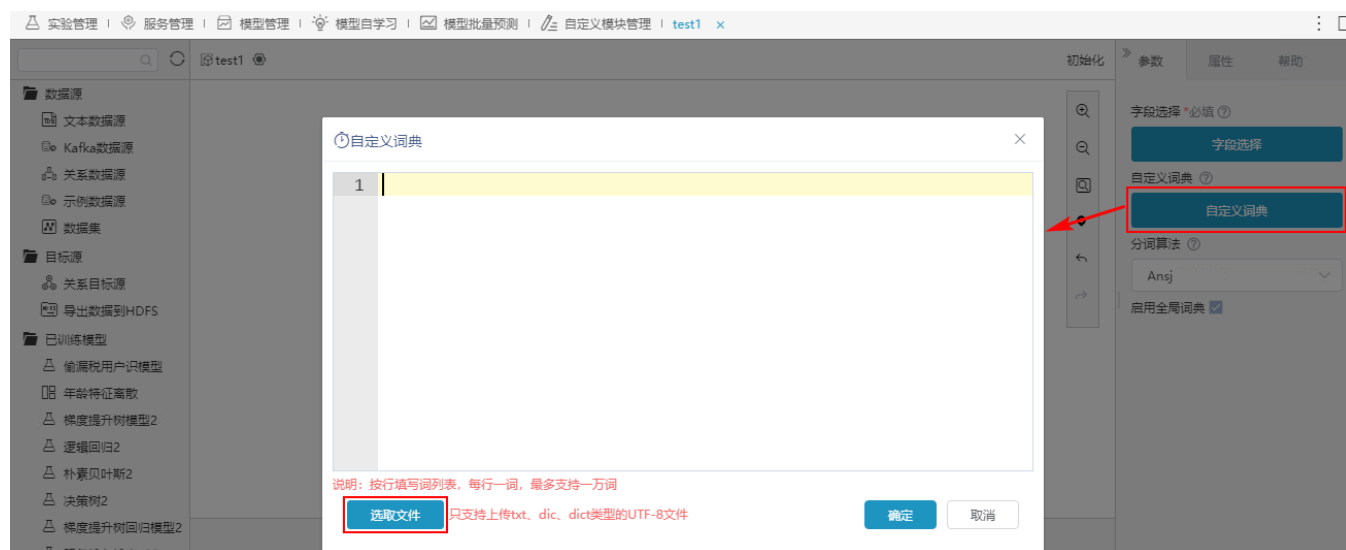 实验管理 服务管理 模型管理 模型自学习 模型批量预测 自定义模块管理 test1 ×
test1 初始化 参数 属性 帮助
数据源
文本数据源
Kafka数据源
关系数据源
示例数据源
数据集
目标源
关系目标源
导出数据到HDFS
已训练模型
偷漏税用户识模型
年龄特征离散
梯度提升树模型2
逻辑回归2
朴素贝叶斯2
决策树2
梯度提升树回归模型2
自定义词典
1
说明：按行填写词列表，每行一词，最多支持一万词
选取文件 只支持上传txt、dic、dict类型的UTF-8文件 确定 取消
字段选择 *必填
字段选择
自定义词典
自定义词典
分词算法
Ansj
启用全局词典